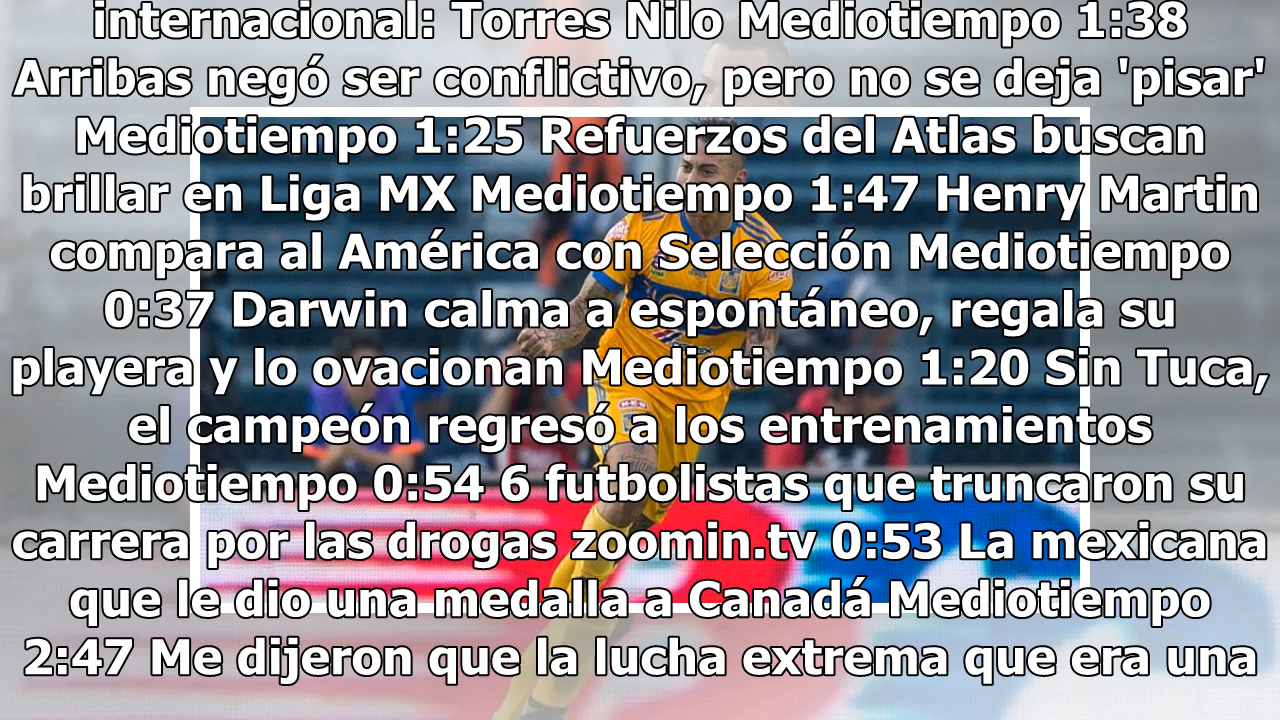 internacional: Torres Nilo Mediotiempo 1:38
Arribas negó ser conflictivo, pero no se deja 'pisar'
Mediotiempo 1:25 Refuerzos del Atlas buscan
brillar en Liga MX Mediotiempo 1:47 Henry Martin
compara al América con Selección Mediotiempo
0:37 Darwin calma a espontáneo, regala su
playera y lo ovacionan Mediotiempo 1:20 Sin Tuca,
el campeón regresó a los entrenamientos
Mediotiempo 0:54 6 futbolistas que truncaron su
carrera por las drogas zoomin.tv 0:53 La mexicana
que le dio una medalla a Canadá Mediotiempo
2:47 Me dijeron que la lucha extrema que era una